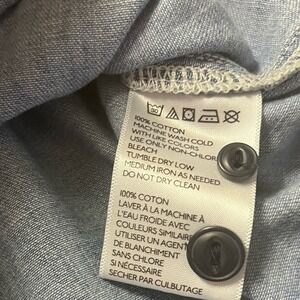 100% COTTON
MACHINE WASH COLD
WITH LIKE COLORS
USE ONLY NON-CHLOR
BLEACH
TUMBLE DRY LOW
MEDIUM IRON AS NEEDED
DO NOT DRY CLEAN
100% COTON
LAVER À LA MACHINE À
L'EAU FROIDE AVEC
COULEURS SIMILAIRE
UTILISER UN AGENT
DE BLANCHIMENT
SANS CHLORE
SI NÉCESSAIRE
SECHER PAR CULBUTAGE